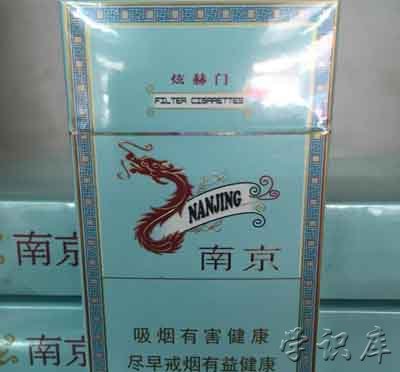 炫赫门
FILTER CIGARETTES
NANJING
南京
吸烟有害健康
尽早戒烟有益健康
南京
南京
学识库